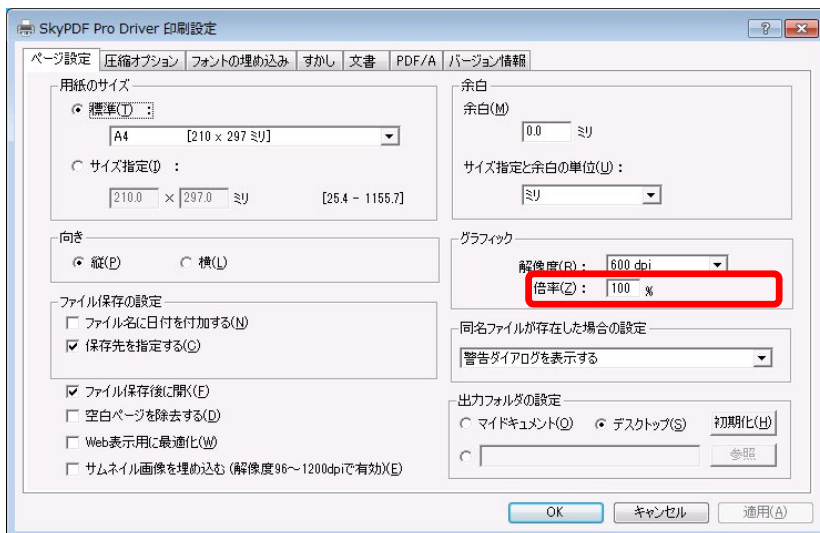 SkyPDF Pro Driver 印刷設定
ページ設定 圧縮オプション フォントの埋め込み すかし 文書 PDF/A バージョン情報
用紙のサイズ
標準(T) :
A4 [210 x 297 ミリ]
サイズ指定(I) :
210.0 × 297.0 ミリ [25.4 - 1155.7]
余白
余白(M)
0.0 ミリ
サイズ指定と余白の単位(U) :
ミリ
向き
縦(P) 横(L)
グラフィック
解像度(R) : 600 dpi
倍率(Z) : 100 %
ファイル保存の設定
ファイル名に日付を付加する(N)
保存先を指定する(C)
同名ファイルが存在した場合の設定
警告ダイアログを表示する
ファイル保存後に開く(F)
空白ページを除去する(D)
Web表示用に最適化(W)
サムネイル画像を埋め込む(解像度96～1200dpiで有効)(E)
出力フォルダの設定
マイドキュメント(O) デスクトップ(S) 初期化(H)
参照
OK キャンセル 適用(A)